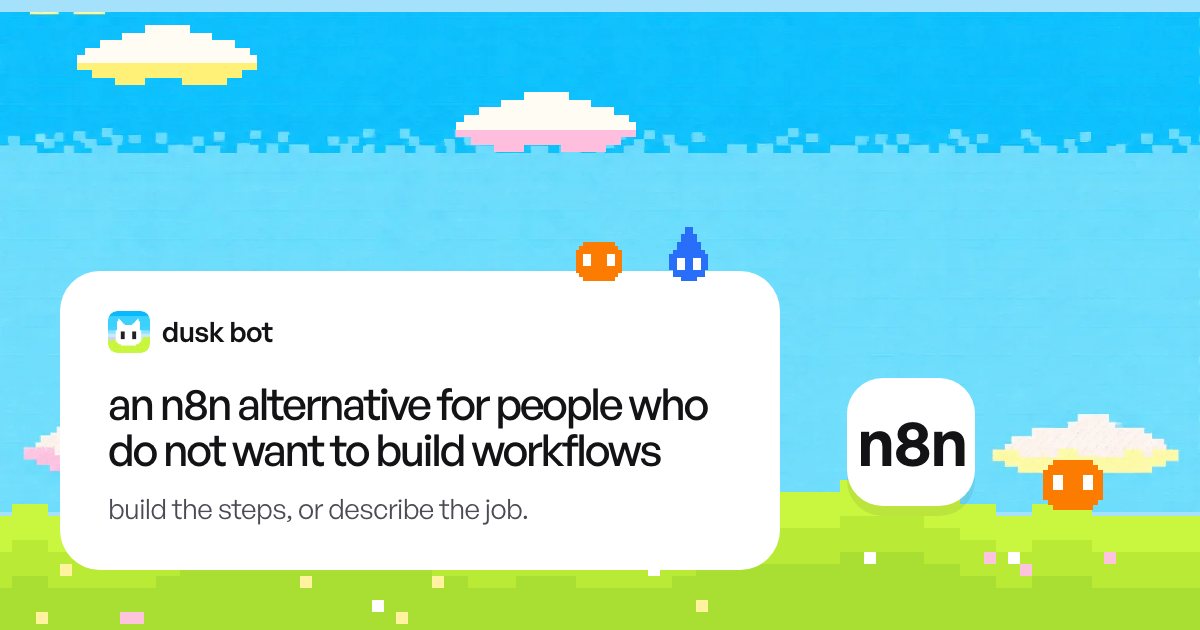 dusk bot
an n8n alternative for people who
do not want to build workflows
build the steps, or describe the job.
n8n